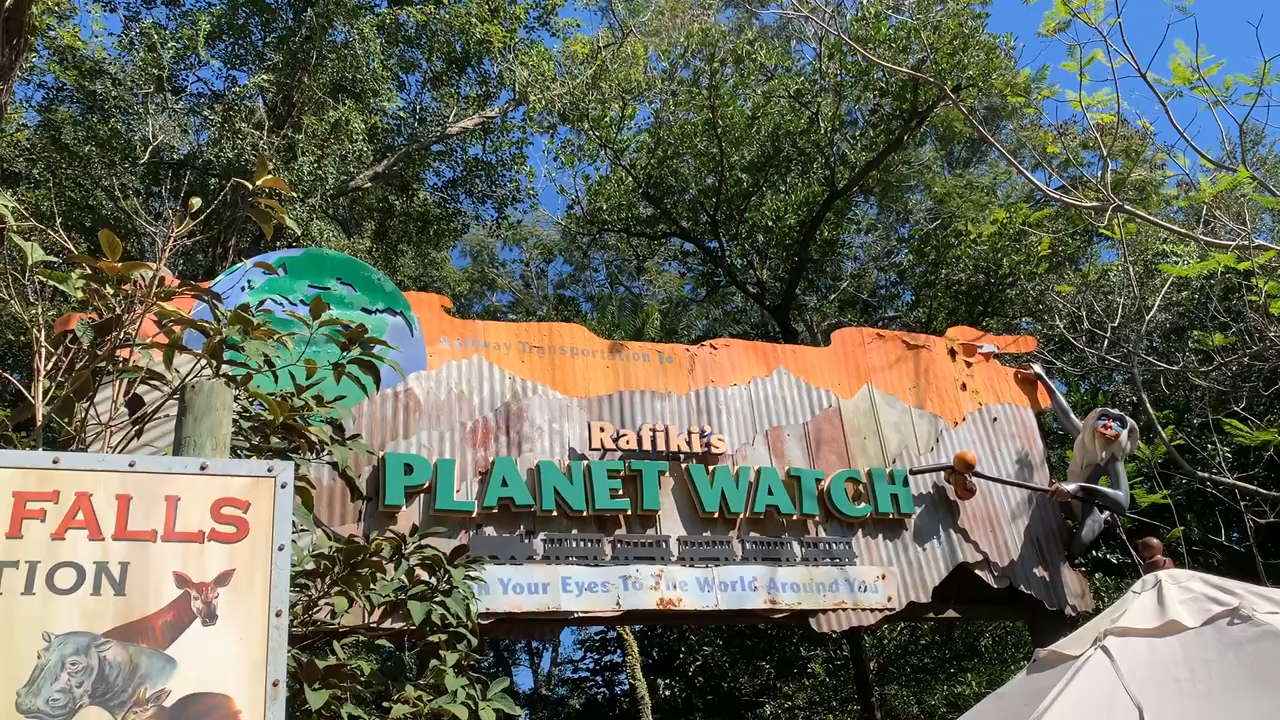 Railway Transportation to
Rafiki's
PLANET WATCH
n Your Eyes To The World Around You
FALLS
TION